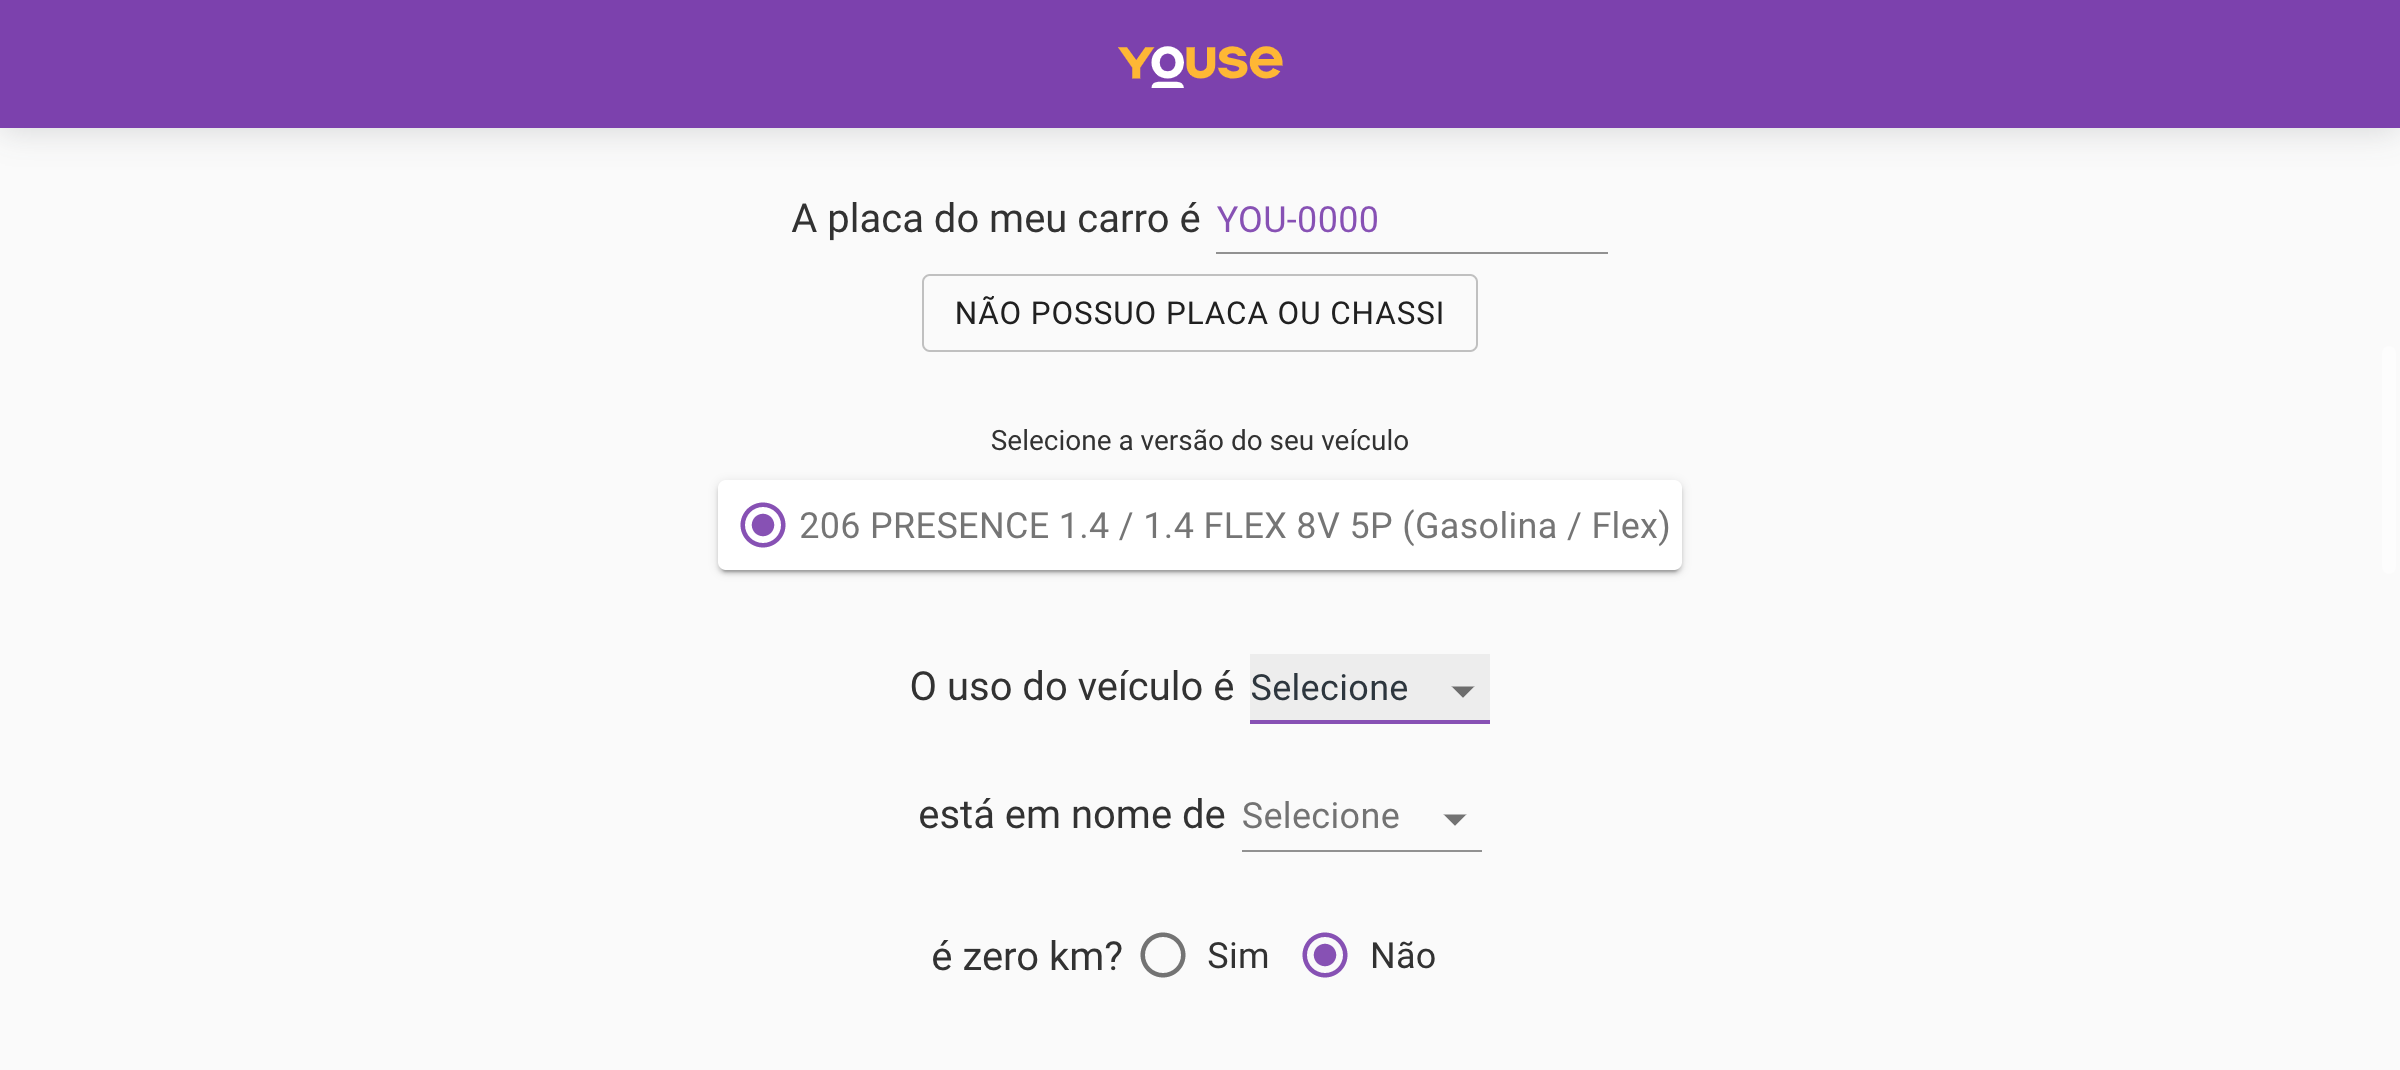 YOUSE
A placa do meu carro é YOU-0000
NÃO POSSUO PLACA OU CHASSI
Selecione a versão do seu veículo
206 PRESENCE 1.4 / 1.4 FLEX 8V 5P (Gasolina / Flex)
O uso do veículo é Selecione
está em nome de Selecione
é zero km? Sim Não